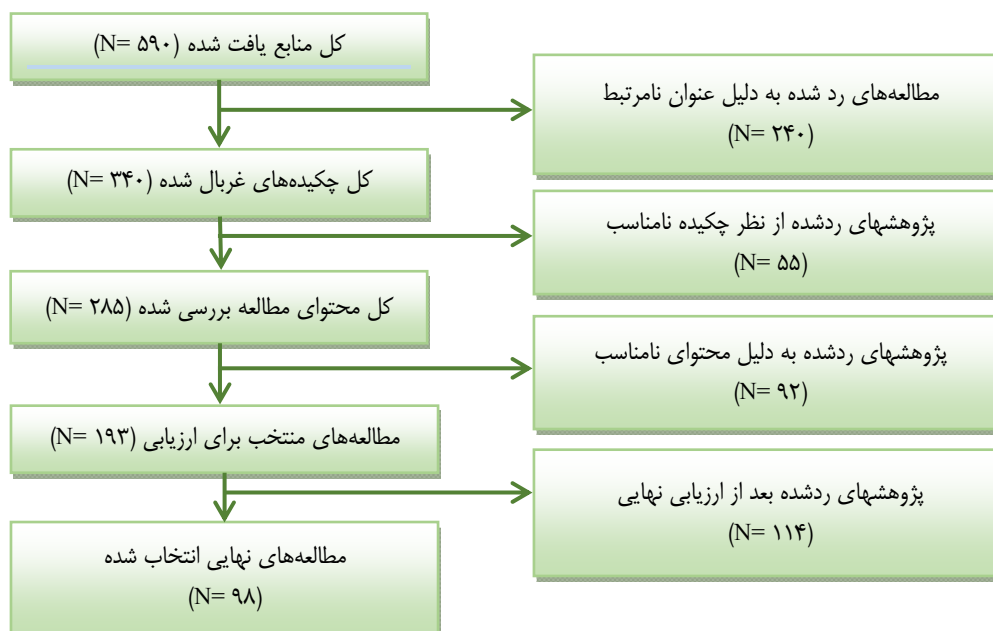 کل منابع یافت شده (N= ۵۹۰)
مطالعه‌های رد شده به دلیل عنوان نامرتبط
(N= ۲۴۰)
کل چکیده‌های غربال شده (N= ۳۴۰)
پژوهشهای ردشده از نظر چکیده نامناسب
(N= ۵۵)
کل محتوای مطالعه بررسی شده (N= ۲۸۵)
پژوهشهای ردشده به دلیل محتوای نامناسب
(N= ۹۲)
مطالعه‌های منتخب برای ارزیابی (N= ۱۹۳)
پژوهشهای ردشده بعد از ارزیابی نهایی
(N= ۱۱۴)
مطالعه‌های نهایی انتخاب شده
(N= ۹۸)